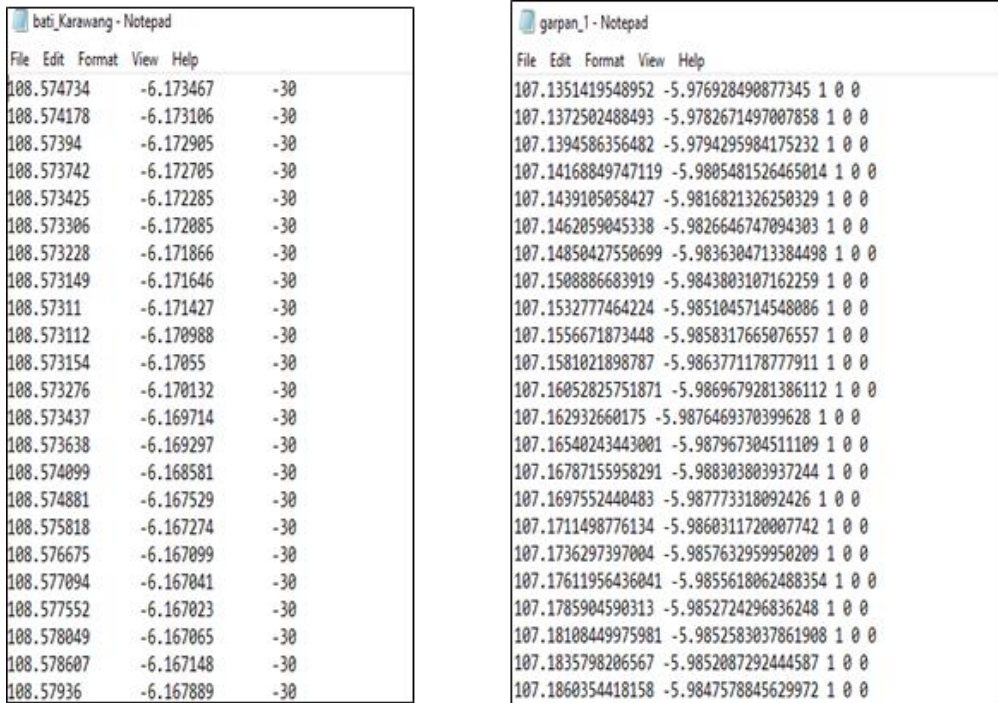 bati_Karawang - Notepad
File Edit Format View Help
108.574734 -6.173467 -30
108.574178 -6.173106 -30
108.57394 -6.172905 -30
108.573742 -6.172705 -30
108.573425 -6.172285 -30
108.573306 -6.172085 -30
108.573228 -6.171866 -30
108.573149 -6.171646 -30
108.57311 -6.171427 -30
108.573112 -6.170988 -30
108.573154 -6.17055 -30
108.573276 -6.170132 -30
108.573437 -6.169714 -30
108.573638 -6.169297 -30
108.574099 -6.168581 -30
108.574881 -6.167529 -30
108.575818 -6.167274 -30
108.576675 -6.167099 -30
108.577094 -6.167041 -30
108.577552 -6.167023 -30
108.578049 -6.167065 -30
108.578607 -6.167148 -30
108.57936 -6.167889 -30
garpan_1 - Notepad
File Edit Format View Help
107.1351419548952 -5.976928490877345 1 0 0
107.1372502488493 -5.9782671497007858 1 0 0
107.1394586356482 -5.9794295984175232 1 0 0
107.14168849747119 -5.9805481526465014 1 0 0
107.1439105058427 -5.9816821326250329 1 0 0
107.1462059045338 -5.9826646747094303 1 0 0
107.14850427550699 -5.9836304713384498 1 0 0
107.1508886683919 -5.9843803107162259 1 0 0
107.1532777464224 -5.9851045714548086 1 0 0
107.1556671873448 -5.9858317665076557 1 0 0
107.1581021898787 -5.9863771178777911 1 0 0
107.16052825751871 -5.9869679281386112 1 0 0
107.162932660175 -5.9876469370399628 1 0 0
107.16540243443001 -5.987967304511109 1 0 0
107.16787155958291 -5.988303803937244 1 0 0
107.1697552440483 -5.987773318092426 1 0 0
107.1711498776134 -5.9860311720007742 1 0 0
107.1736297397004 -5.9857632959950209 1 0 0
107.17611956436041 -5.9855618062488354 1 0 0
107.1785904590313 -5.9852724296836248 1 0 0
107.18108449975981 -5.9852583037861908 1 0 0
107.1835798206567 -5.9852087292444587 1 0 0
107.1860354418158 -5.9847578845629972 1 0 0